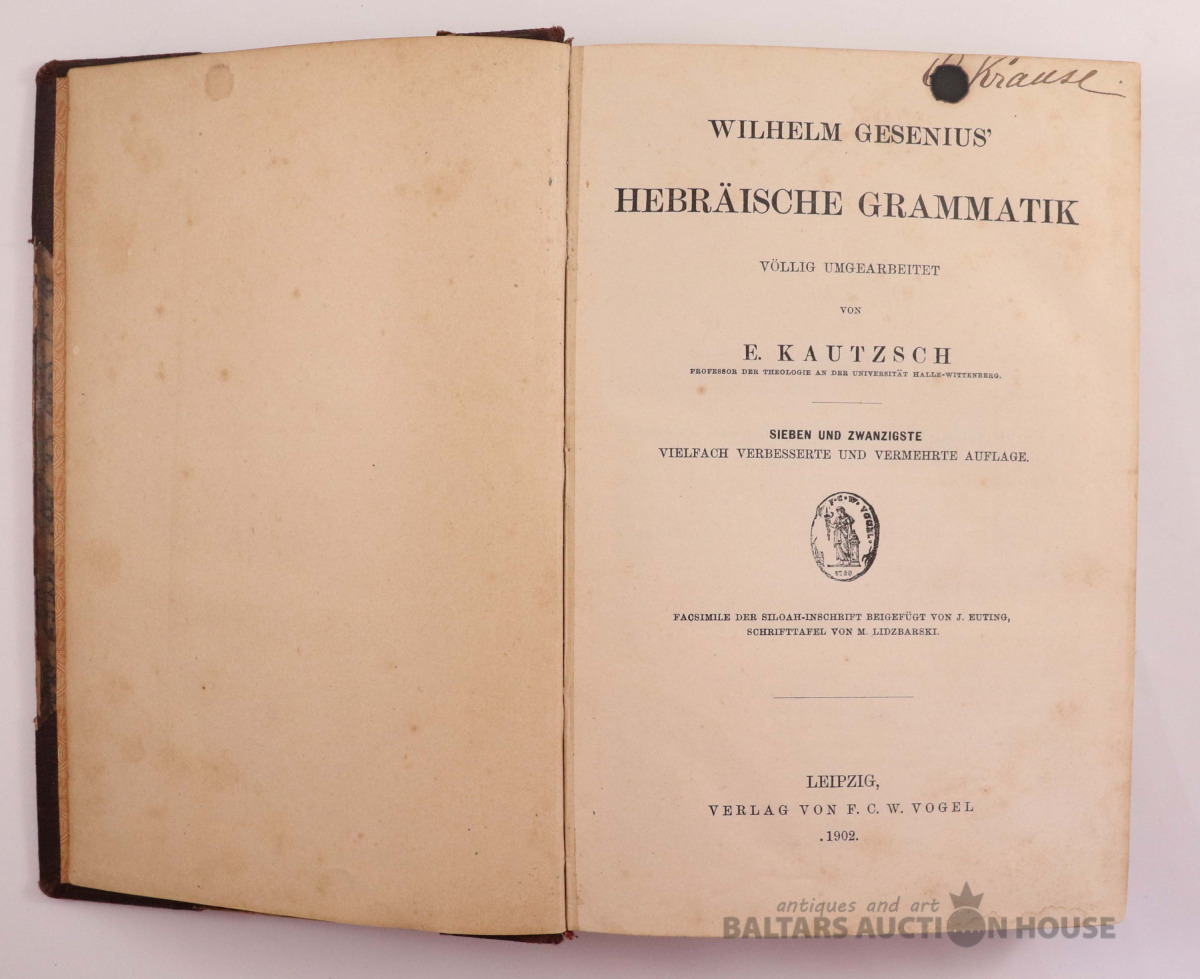 Krause.
WILHELM GESENIUS'
HEBRÄISCHE GRAMMATIK
VÖLLIG UMGEARBEITET
VON
E. KAUTZSCH
PROFESSOR DER THEOLOGIE AN DER UNIVERSITÄT HALLE-WITTENBERG.
SIEBEN UND ZWANZIGSTE
VIELFACH VERBESSERTE UND VERMEHRTE AUFLAGE.
F. C. W. VOGEL.
1730
FACSIMILE DER SILOAH-INSCHRIFT BEIGEFÜGT VON J. EUTING,
SCHRIFTTAFEL VON M. LIDZBARSKI.
LEIPZIG,
VERLAG VON F. C. W. VOGEL
.1902.
antiques and art
BALTARS AUCTION HOUSE